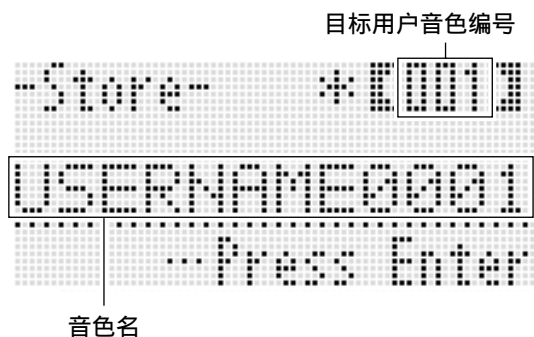 目标用户音色编号
-Store- *【001】
USERNAME0001
…Press Enter
音色名